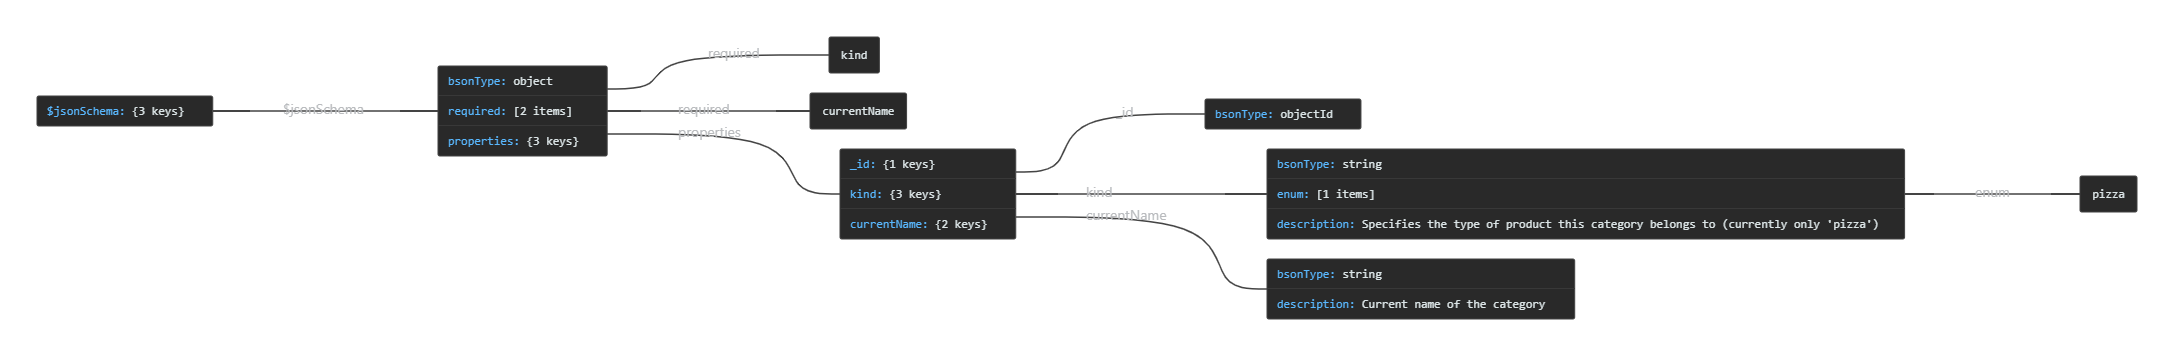 $jsonSchema: {3 keys}
$jsonSchema
bsonType: object
required: [2 items]
properties: {3 keys}
required
kind
required
currentName
properties
_id: {1 keys}
kind: {3 keys}
currentName: {2 keys}
_id
bsonType: objectId
kind
bsonType: string
enum: [1 items]
description: Specifies the type of product this category belongs to (currently only 'pizza')
enum
pizza
currentName
bsonType: string
description: Current name of the category